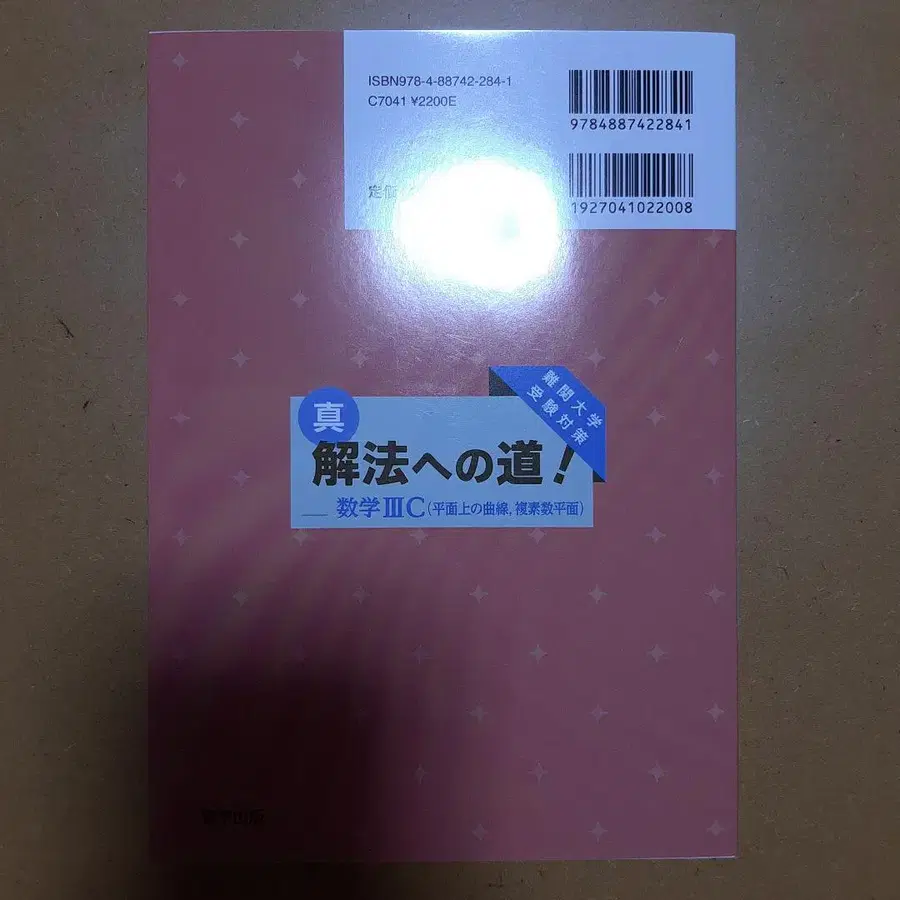 ISBN978-4-88742-284-1
C7041 ¥2200E
9784887422841
定価
1927041022008
難関大学
受験対策
真
解法への道!
数学ⅢC(平面上の曲線,複素数平面)